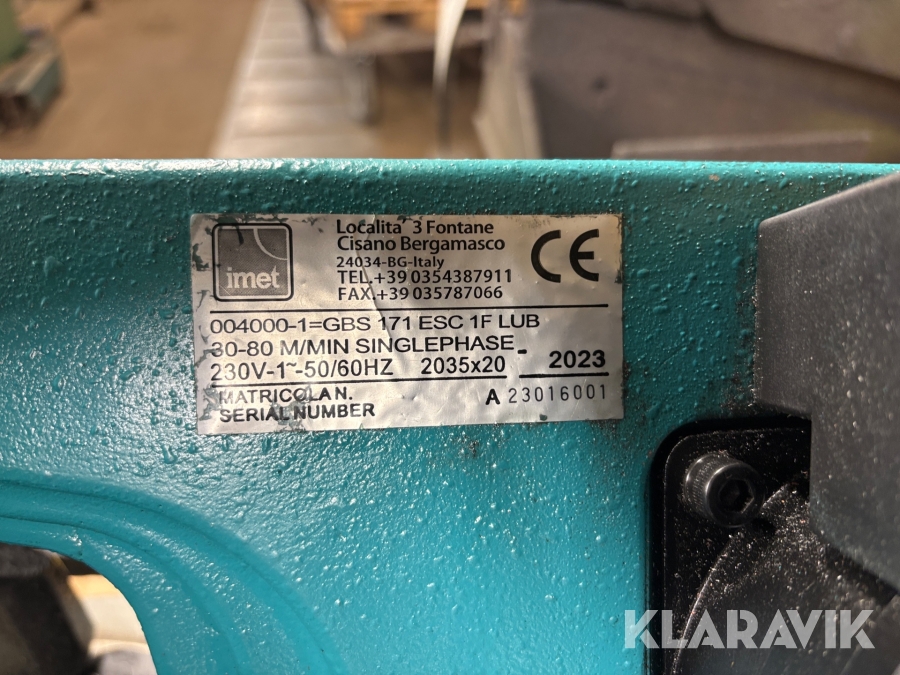 imet
Localita' 3 Fontane
Cisano Bergamasco
24034-BG-Italy
TEL.+39 0354387911
FAX.+39 035787066
CE
004000-1=GBS 171 ESC 1F LUB
30-80 M/MIN SINGLEPHASE-
230V-1~-50/60HZ 2035x20 2023
MATRICOLA N.
SERIAL NUMBER A 23016001
KLARAVIK